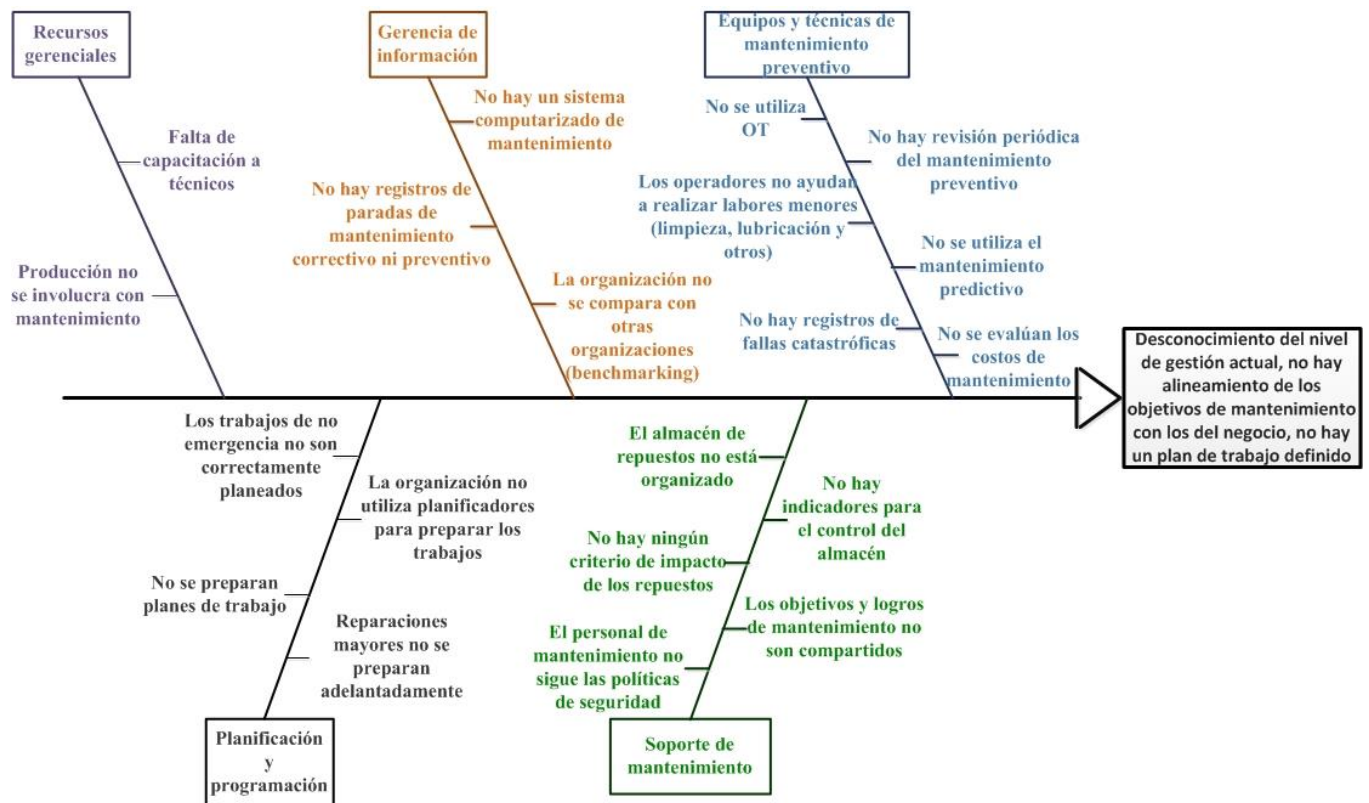 Recursos
gerenciales
Falta de
capacitación a
técnicos
Producción no
se involucra con
mantenimiento
Gerencia de
información
No hay un sistema
computarizado de
mantenimiento
No hay registros de
paradas de
mantenimiento
correctivo ni preventivo
La organización no
se compara con
otras
organizaciones
(benchmarking)
Equipos y técnicas de
mantenimiento
preventivo
No se utiliza
OT
No hay revisión periódica
del mantenimiento
preventivo
Los operadores no ayudan
a realizar labores menores
(limpieza, lubricación y
otros)
No se utiliza el
mantenimiento
predictivo
No hay registros de
fallas catastróficas
No se evalúan los
costos de
mantenimiento
Desconocimiento del nivel
de gestión actual, no hay
alineamiento de los
objetivos de mantenimiento
con los del negocio, no hay
un plan de trabajo definido
Los trabajos de no
emergencia no son
correctamente
planeados
La organización no
utiliza planificadores
para preparar los
trabajos
No se preparan
planes de trabajo
Reparaciones
mayores no se
preparan
adelantadamente
Planificación
y
programación
El almacén de
repuestos no está
organizado
No hay
indicadores para
el control del
almacén
No hay ningún
criterio de impacto
de los repuestos
Los objetivos y logros
de mantenimiento no
son compartidos
El personal de
mantenimiento no
sigue las políticas
de seguridad
Soporte de
mantenimiento